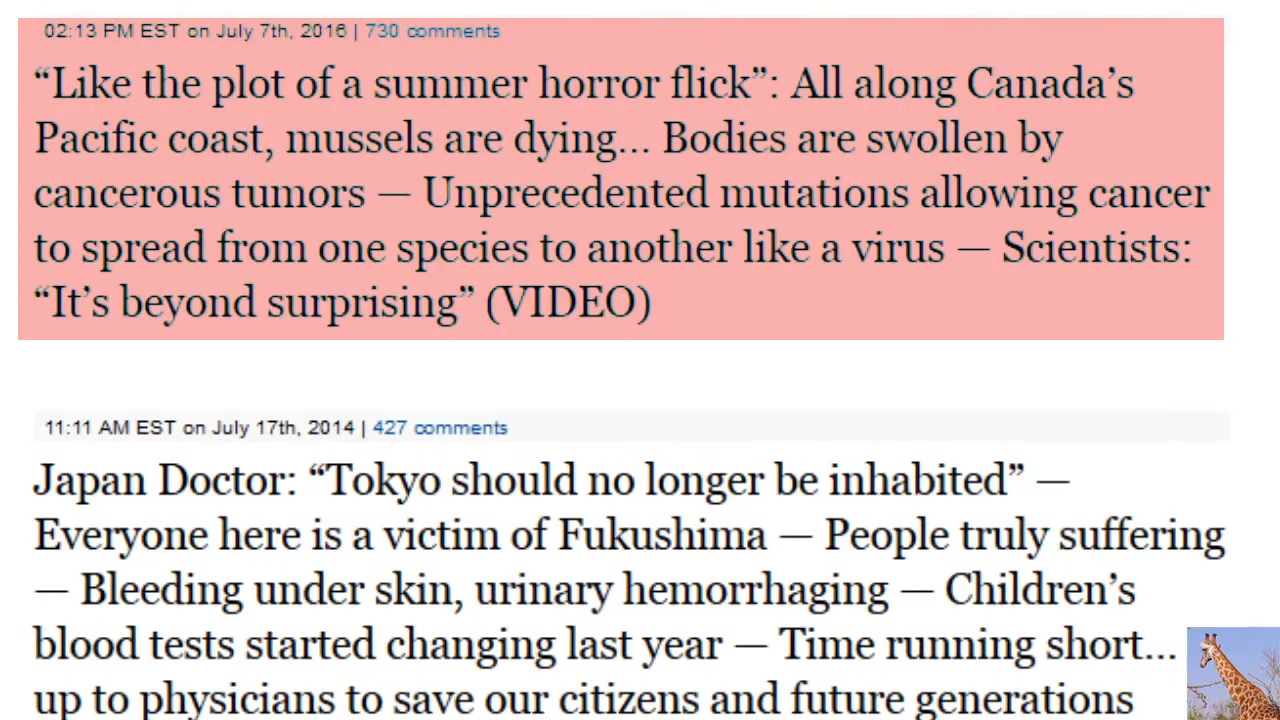 02:13 PM EST on July 7th, 2016 | 730 comments
“Like the plot of a summer horror flick”: All along Canada’s
Pacific coast, mussels are dying… Bodies are swollen by
cancerous tumors — Unprecedented mutations allowing cancer
to spread from one species to another like a virus — Scientists:
“It’s beyond surprising” (VIDEO)
11:11 AM EST on July 17th, 2014 | 427 comments
Japan Doctor: “Tokyo should no longer be inhabited” —
Everyone here is a victim of Fukushima — People truly suffering
— Bleeding under skin, urinary hemorrhaging — Children’s
blood tests started changing last year — Time running short…
up to physicians to save our citizens and future generations